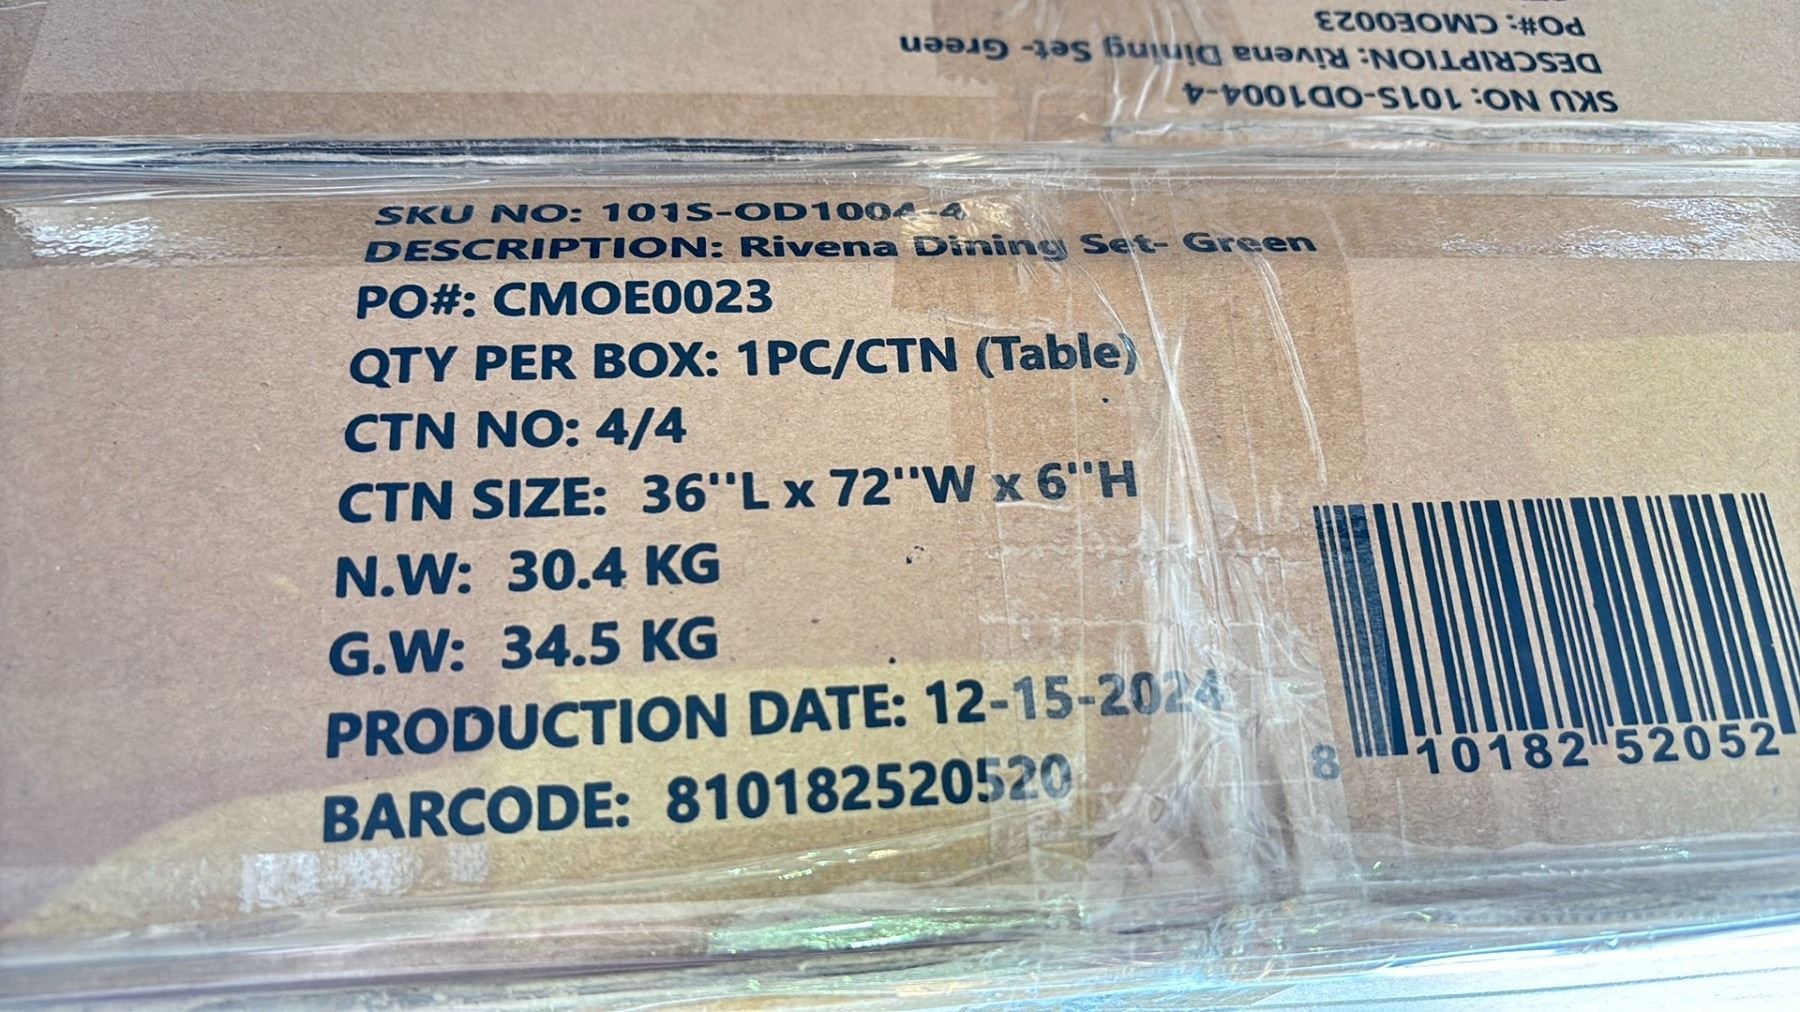 PO#: CMOE0023
DESCRIPTION: Rivena Dining Set- Green
SKU NO: 101S-OD1004-4
SKU NO: 101S-OD1004-4
DESCRIPTION: Rivena Dining Set- Green
PO#: CMOE0023
QTY PER BOX: 1PC/CTN (Table)
CTN NO: 4/4
CTN SIZE: 36''L x 72''W x 6''H
N.W: 30.4 KG
G.W: 34.5 KG
PRODUCTION DATE: 12-15-2024
BARCODE: 810182520520
8 10182 52052